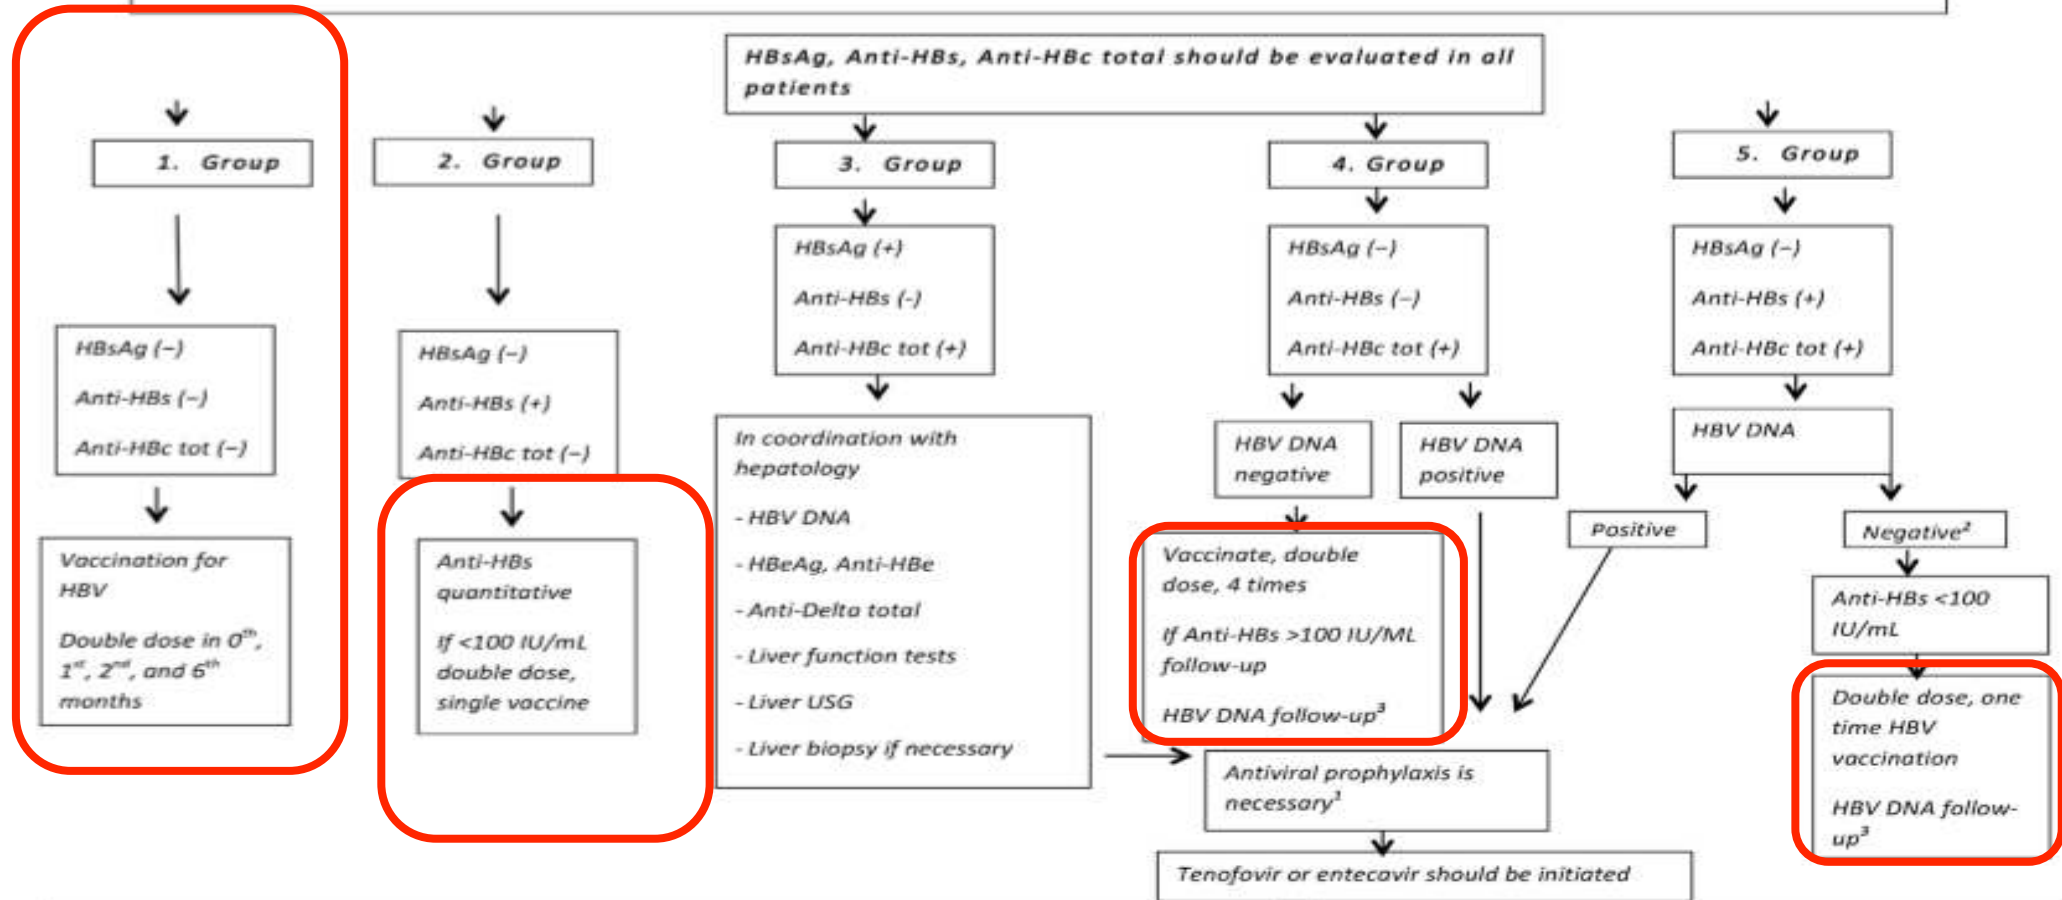 HBsAg, Anti-HBs, Anti-HBc total should be evaluated in all
patients
1. Group
2. Group
3. Group
4. Group
5. Group
HBsAg (–)
Anti-HBs (–)
Anti-HBc tot (–)
Vaccination for
HBV
Double dose in 0th,
1st, 2nd, and 6th
months
HBsAg (–)
Anti-HBs (+)
Anti-HBc tot (–)
Anti-HBs
quantitative
If <100 IU/mL
double dose,
single vaccine
HBsAg (+)
Anti-HBs (-)
Anti-HBc tot (+)
In coordination with
hepatology
- HBV DNA
- HBeAg, Anti-HBe
- Anti-Delta total
- Liver function tests
- Liver USG
- Liver biopsy if necessary
HBsAg (–)
Anti-HBs (–)
Anti-HBc tot (+)
HBV DNA
negative
HBV DNA
positive
Vaccinate, double
dose, 4 times
If Anti-HBs >100 IU/ML
follow-up
HBV DNA follow-up³
HBsAg (–)
Anti-HBs (+)
Anti-HBc tot (+)
HBV DNA
Positive
Negative²
Anti-HBs <100
IU/mL
Double dose, one
time HBV
vaccination
HBV DNA follow-
up³
Antiviral prophylaxis is
necessary¹
Tenofovir or entecavir should be initiated